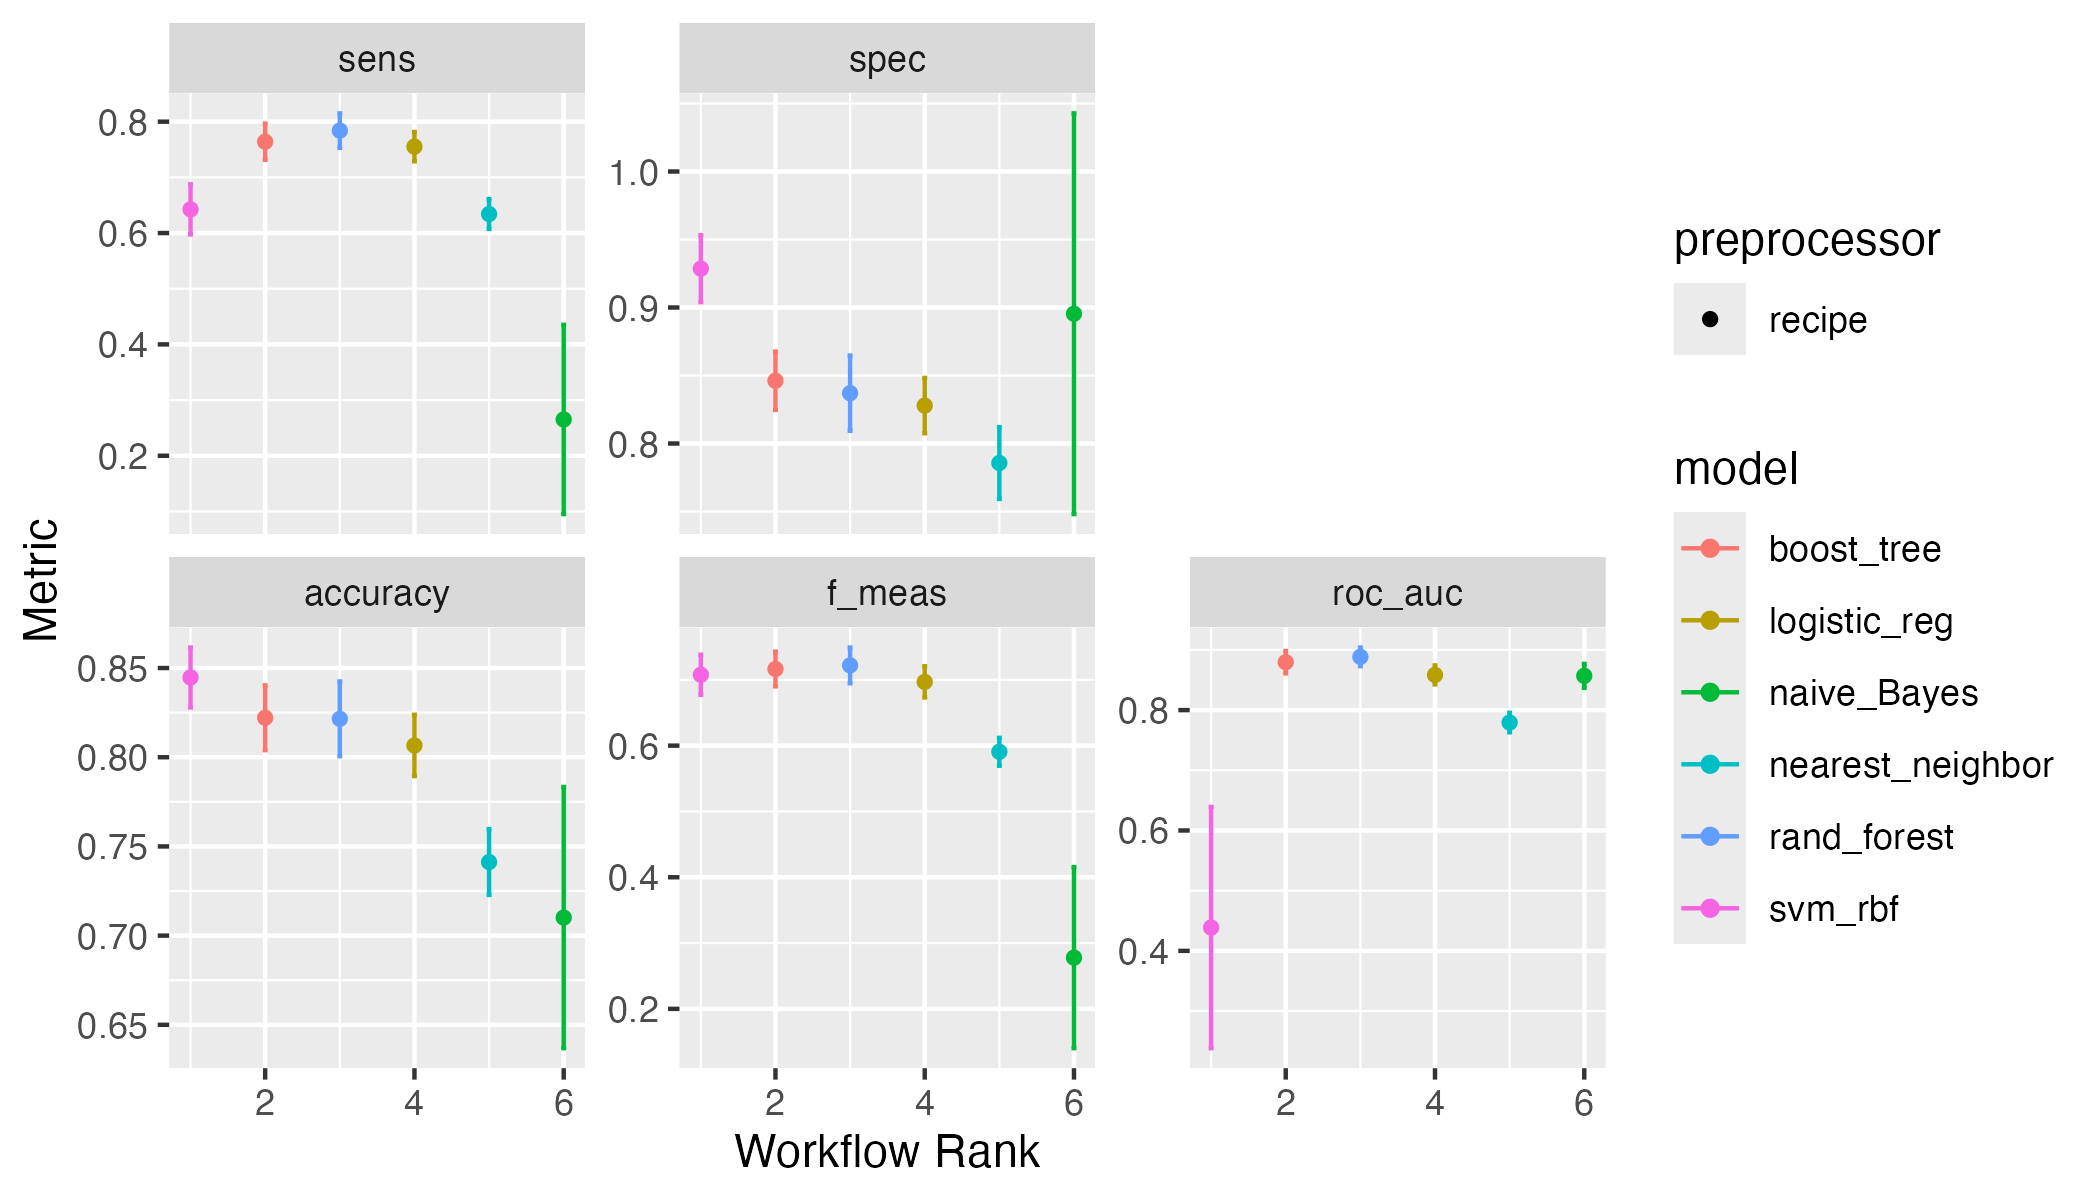 sens
spec
0.8
0.6
0.4
0.2
1.0
0.9
0.8
Metric
accuracy
f_meas
roc_auc
0.85
0.80
0.75
0.70
0.65
0.6
0.4
0.2
0.8
0.6
0.4
2 4 6
2 4 6
2 4 6
Workflow Rank
preprocessor
recipe
model
boost_tree
logistic_reg
naive_Bayes
nearest_neighbor
rand_forest
svm_rbf